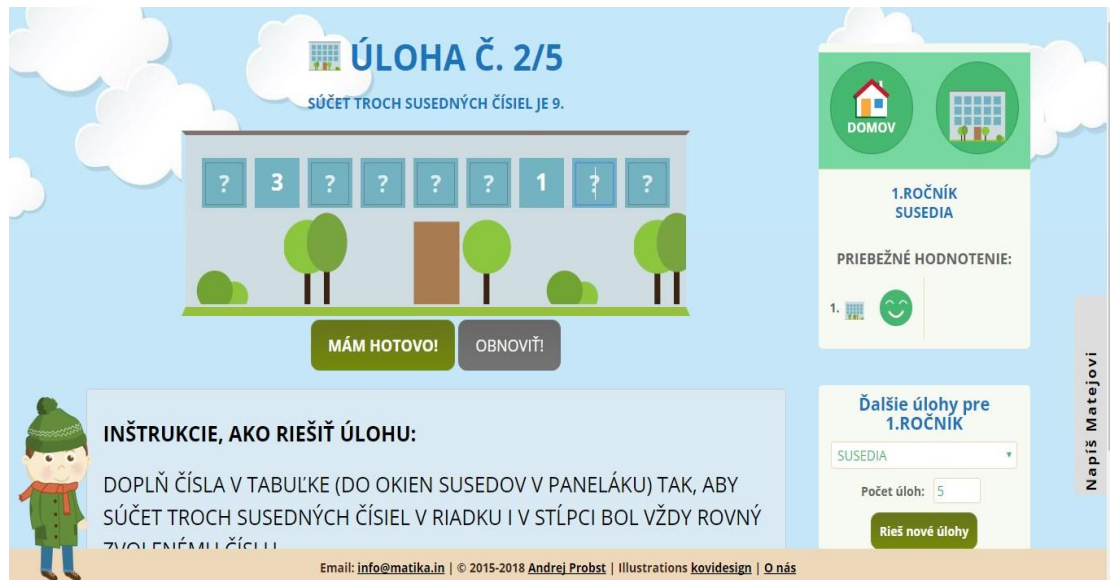 ÚLOHA Č. 2/5
SÚČET TROCH SUSEDNÝCH ČÍSIEL JE 9.
? 3 ? ? ? ? 1 ? ?
MÁM HOTOVO! OBNOVIŤ!
INŠTRUKCIE, AKO RIEŠIŤ ÚLOHU:
DOPLŇ ČÍSLA V TABUĽKE (DO OKIEN SUSEDOV V PANELÁKU) TAK, ABY
SÚČET TROCH SUSEDNÝCH ČÍSIEL V RIADKU I V STĹPCI BOL VŽDY ROVNÝ
ZVOLENÉMU ČÍSLU
DOMOV
1.ROČNÍK
SUSEDIA
PRIEBEŽNÉ HODNOTENIE:
1.
Ďalšie úlohy pre
1.ROČNÍK
SUSEDIA
Počet úloh: 5
Rieš nové úlohy
Napíš Matejovi
Email: info@matika.in | © 2015-2018 Andrej Probst | Illustrations kovidesign | O nás